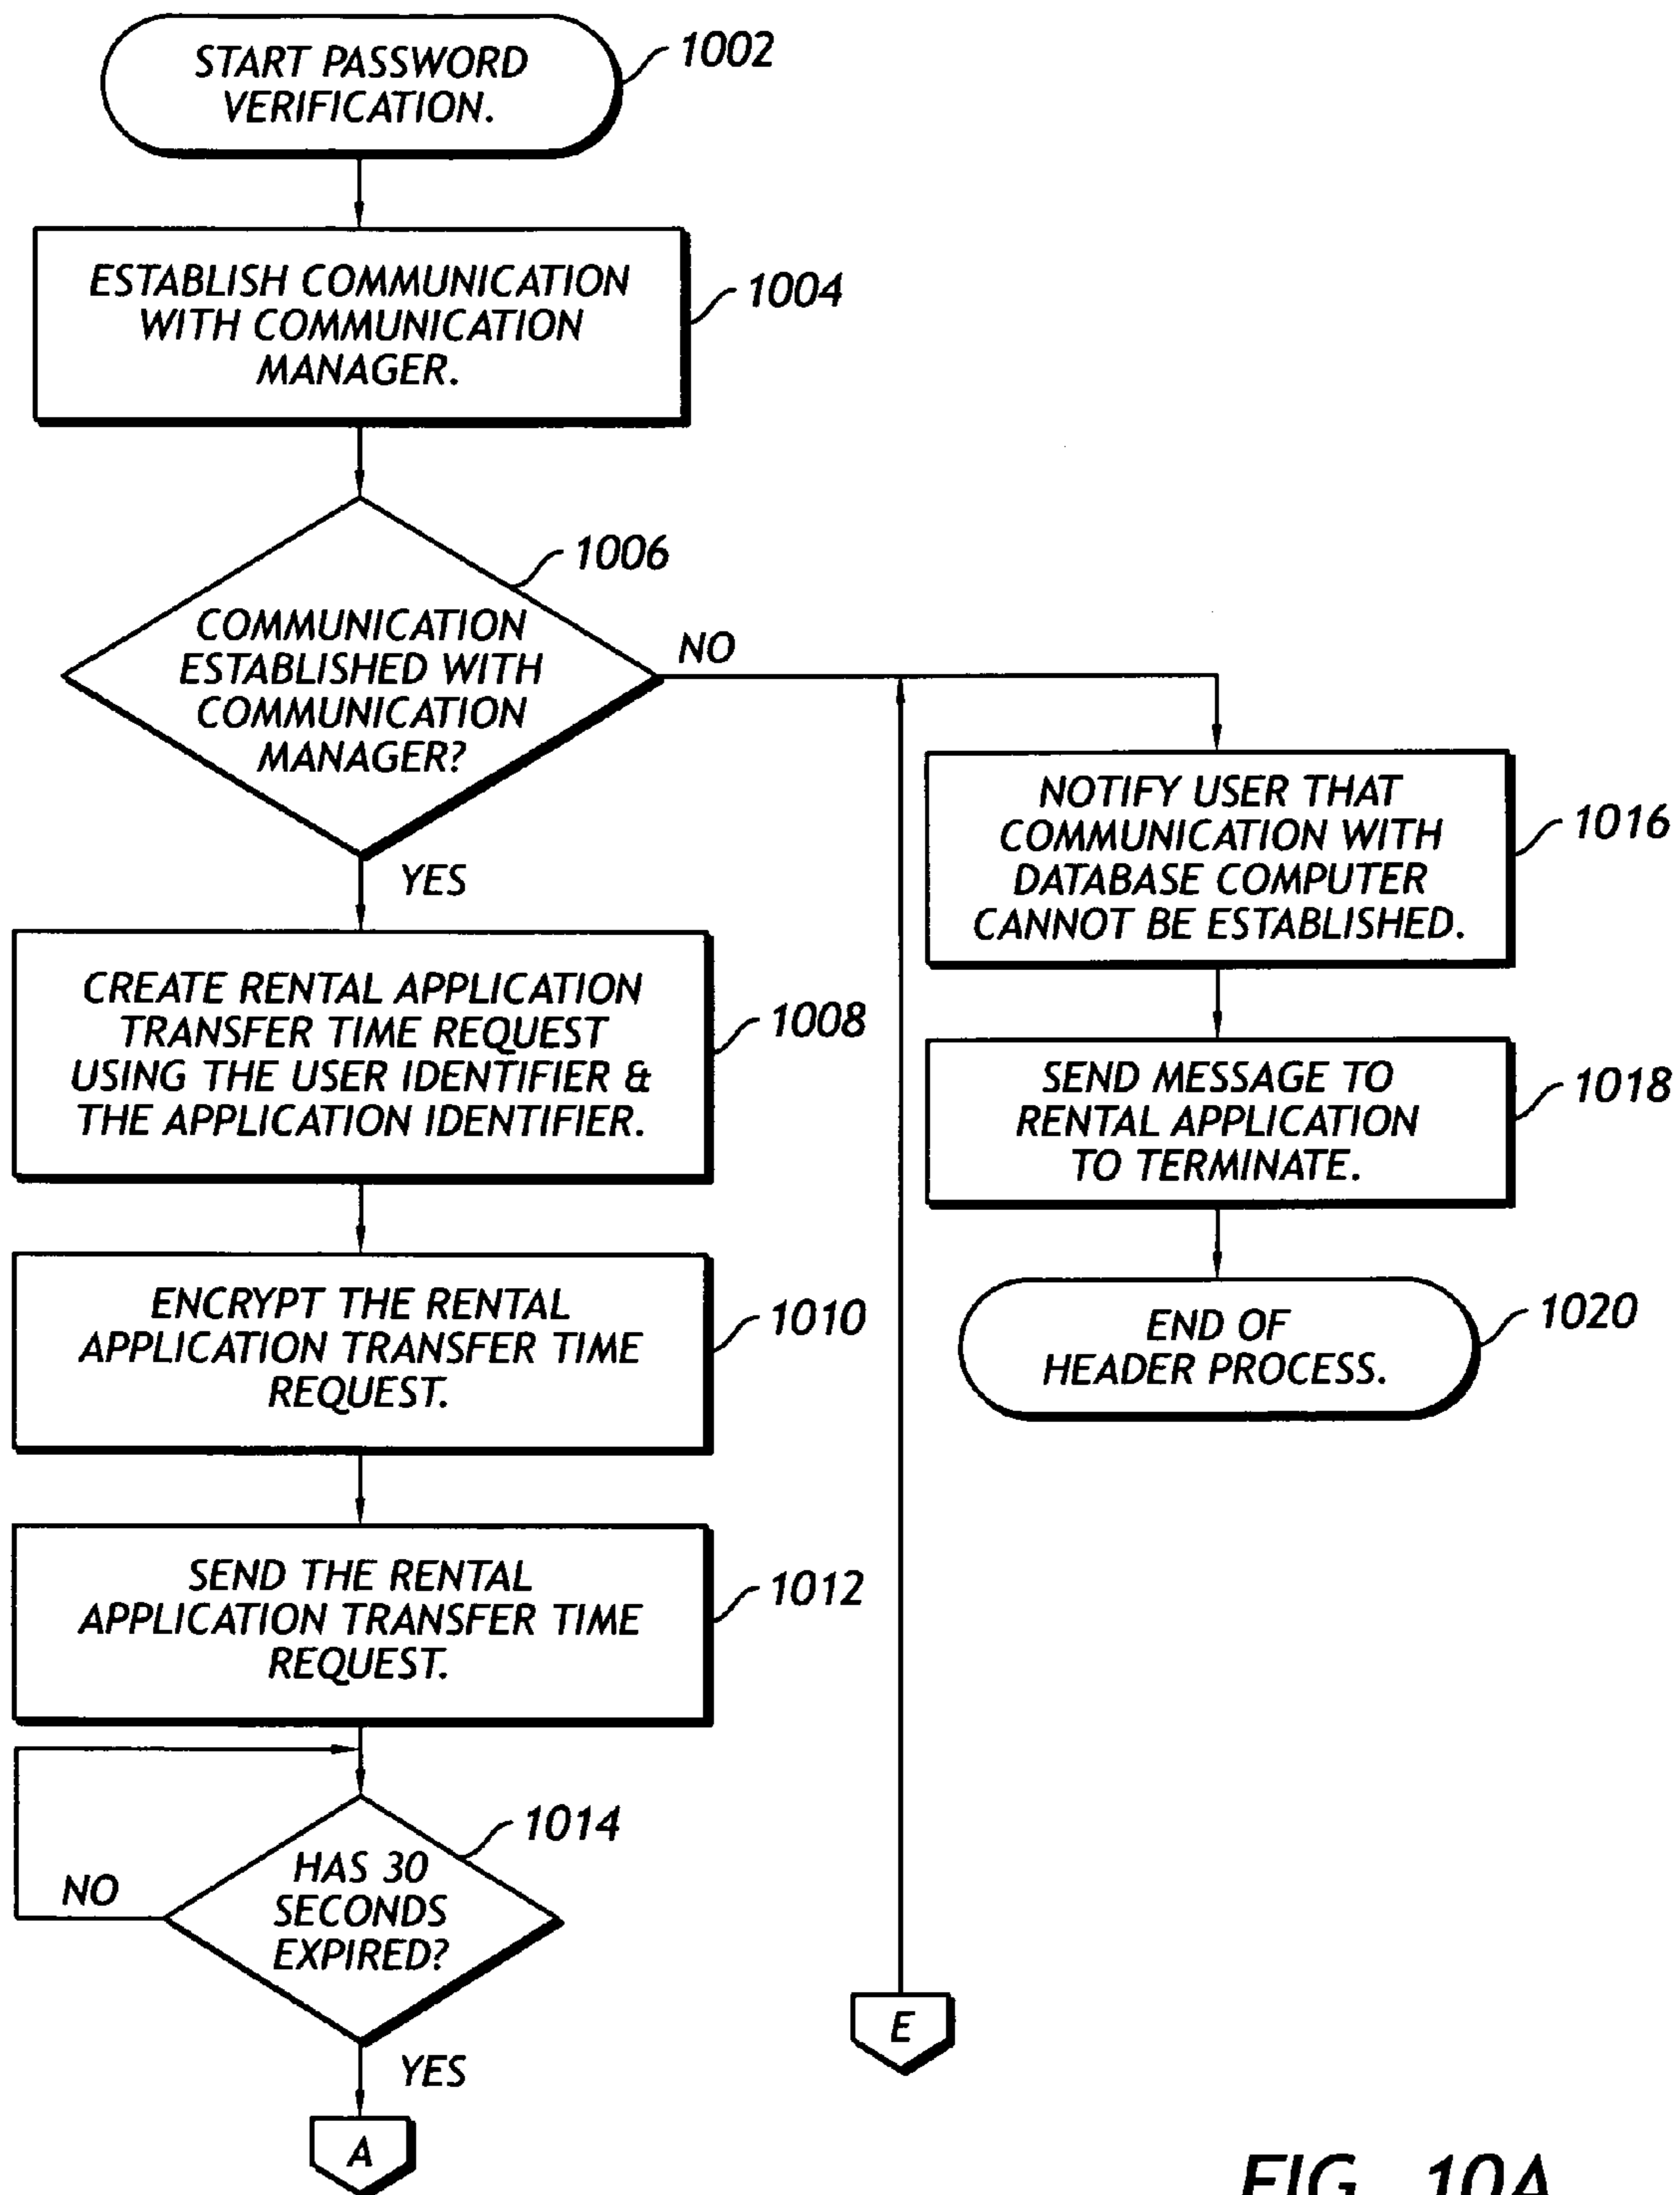 START PASSWORD
VERIFICATION.
1002
ESTABLISH COMMUNICATION
WITH COMMUNICATION
MANAGER.
1004
1006
COMMUNICATION
ESTABLISHED WITH
COMMUNICATION
MANAGER?
NO
YES
NOTIFY USER THAT
COMMUNICATION WITH
DATABASE COMPUTER
CANNOT BE ESTABLISHED.
1016
CREATE RENTAL APPLICATION
TRANSFER TIME REQUEST
USING THE USER IDENTIFIER &
THE APPLICATION IDENTIFIER.
1008
SEND MESSAGE TO
RENTAL APPLICATION
TO TERMINATE.
1018
ENCRYPT THE RENTAL
APPLICATION TRANSFER TIME
REQUEST.
1010
END OF
HEADER PROCESS.
1020
SEND THE RENTAL
APPLICATION TRANSFER TIME
REQUEST.
1012
1014
HAS 30
SECONDS
EXPIRED?
NO
YES
E
A
FIG. 10A